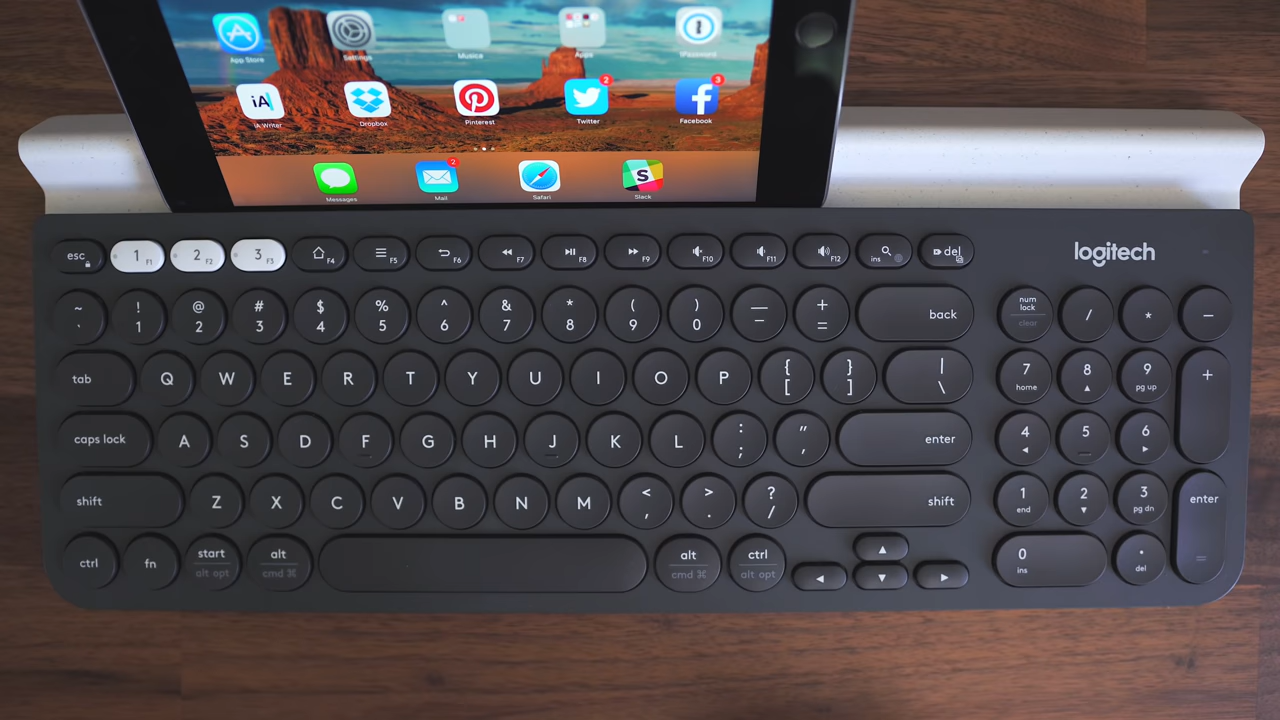 App Store Settings Musica Apps 1Password
iA
iA Writer Dropbox Pinterest Twitter Facebook
2 3
2
S
Messages Mail Safari Slack
esc 1 F1 2 F2 3 F3 F4 F5 F6 F7 F8 F9 F10 F11 F12 ins del
logitech
~ ` ! 1 @ 2 # 3 $ 4 % 5 ^ 6 & 7 * 8 ( 9 ) 0 — – + = back
num lock clear / * –
tab Q W E R T Y U I O P { [ } ] | \
7 home 8 ▲ 9 pg up +
caps lock A S D F G H J K L : ; " ' enter
4 ◄ 5 6 ►
shift Z X C V B N M < , > . ? / shift
1 end 2 ▼ 3 pg dn enter =
ctrl fn start alt opt alt cmd ⌘ alt cmd ⌘ ctrl alt opt ◄ ▲ ▼ ►
0 ins . del